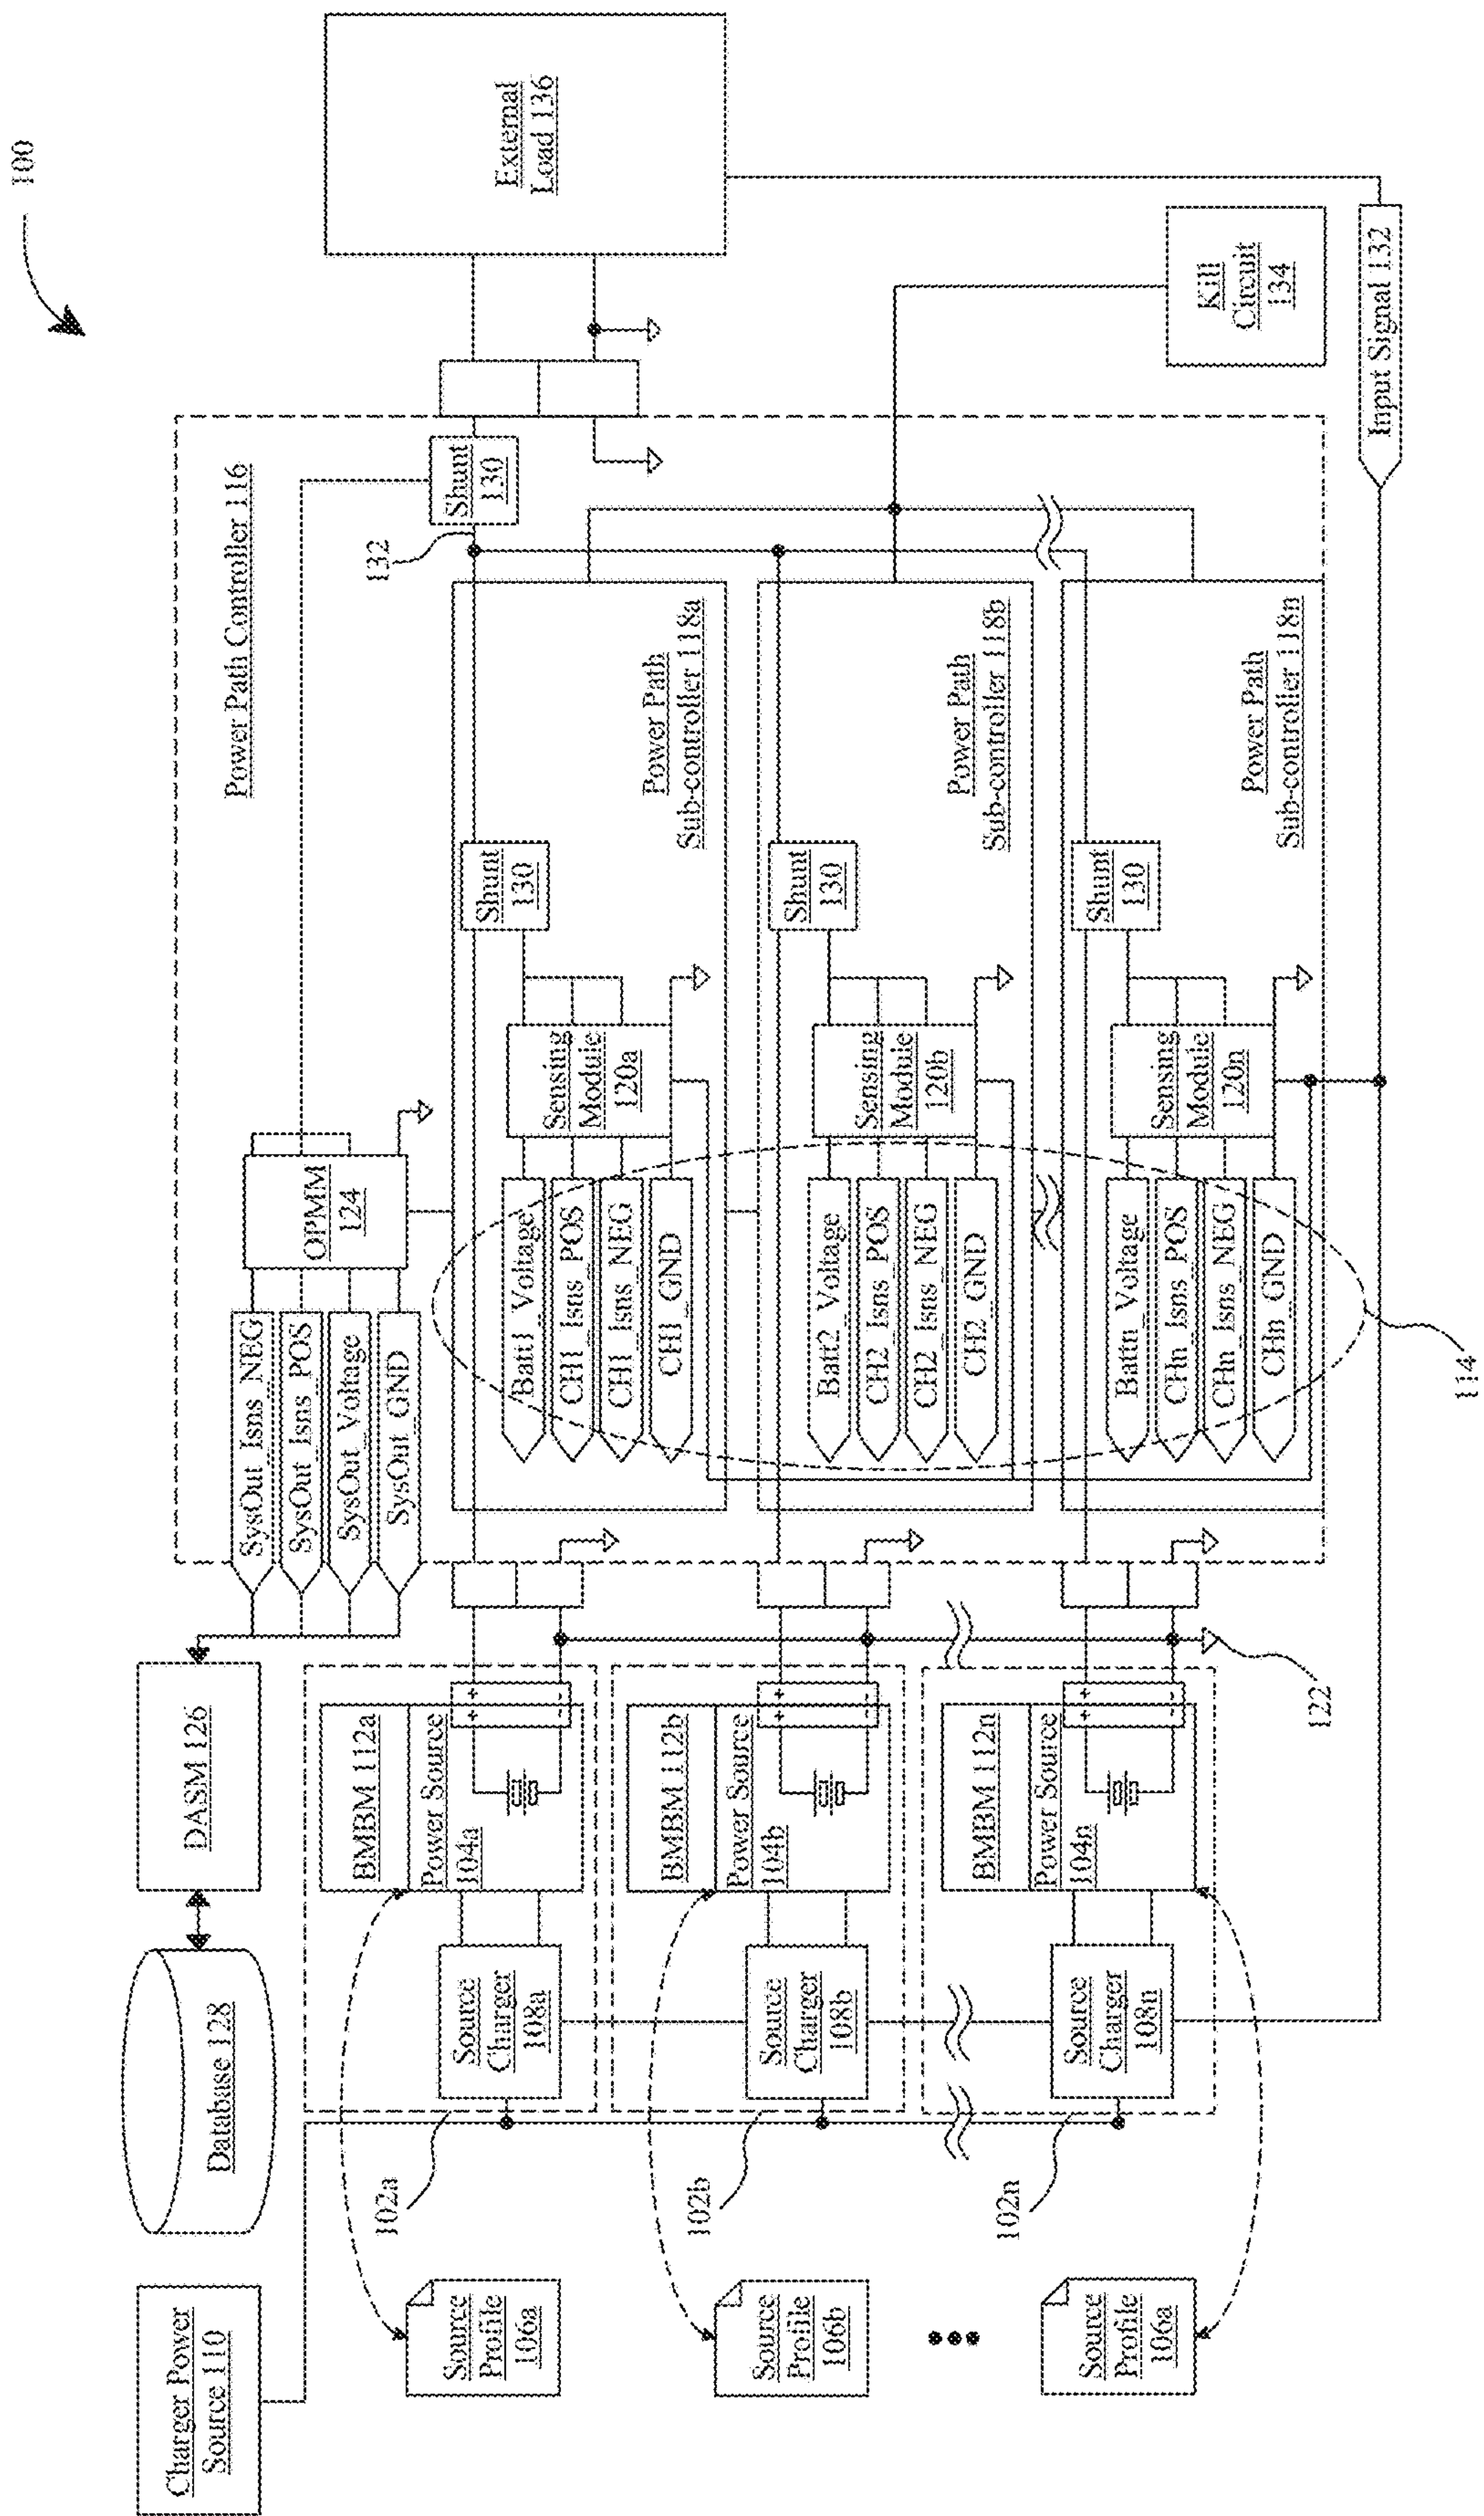 100
Charger Power
Source 110
Database 128
DASM 126
SysOut_Isns_NEG
SysOut_Isns_POS
SysOut_Voltage
SysOut_GND
OPMM
124
Power Path Controller 116
132
Shunt
130
External
Load 136
Source
Profile
106a
102a
Source
Charger
108a
BMBM 112a
Power Source
104a
+
+
-
-
Batt1_Voltage
CH1_Isns_POS
CH1_Isns_NEG
CH1_GND
Sensing
Module
120a
Shunt
130
Power Path
Sub-controller 118a
Source
Profile
106b
102b
Source
Charger
108b
BMBM 112b
Power Source
104b
+
+
-
-
Batt2_Voltage
CH2_Isns_POS
CH2_Isns_NEG
CH2_GND
Sensing
Module
120b
Shunt
130
Power Path
Sub-controller 118b
Source
Profile
106a
102n
Source
Charger
108n
BMBM 112n
Power Source
104n
+
+
-
-
Battn_Voltage
CHn_Isns_POS
CHn_Isns_NEG
CHn_GND
Sensing
Module
120n
Shunt
130
Power Path
Sub-controller 118n
Kill
Circuit
134
122
114
Input Signal 132